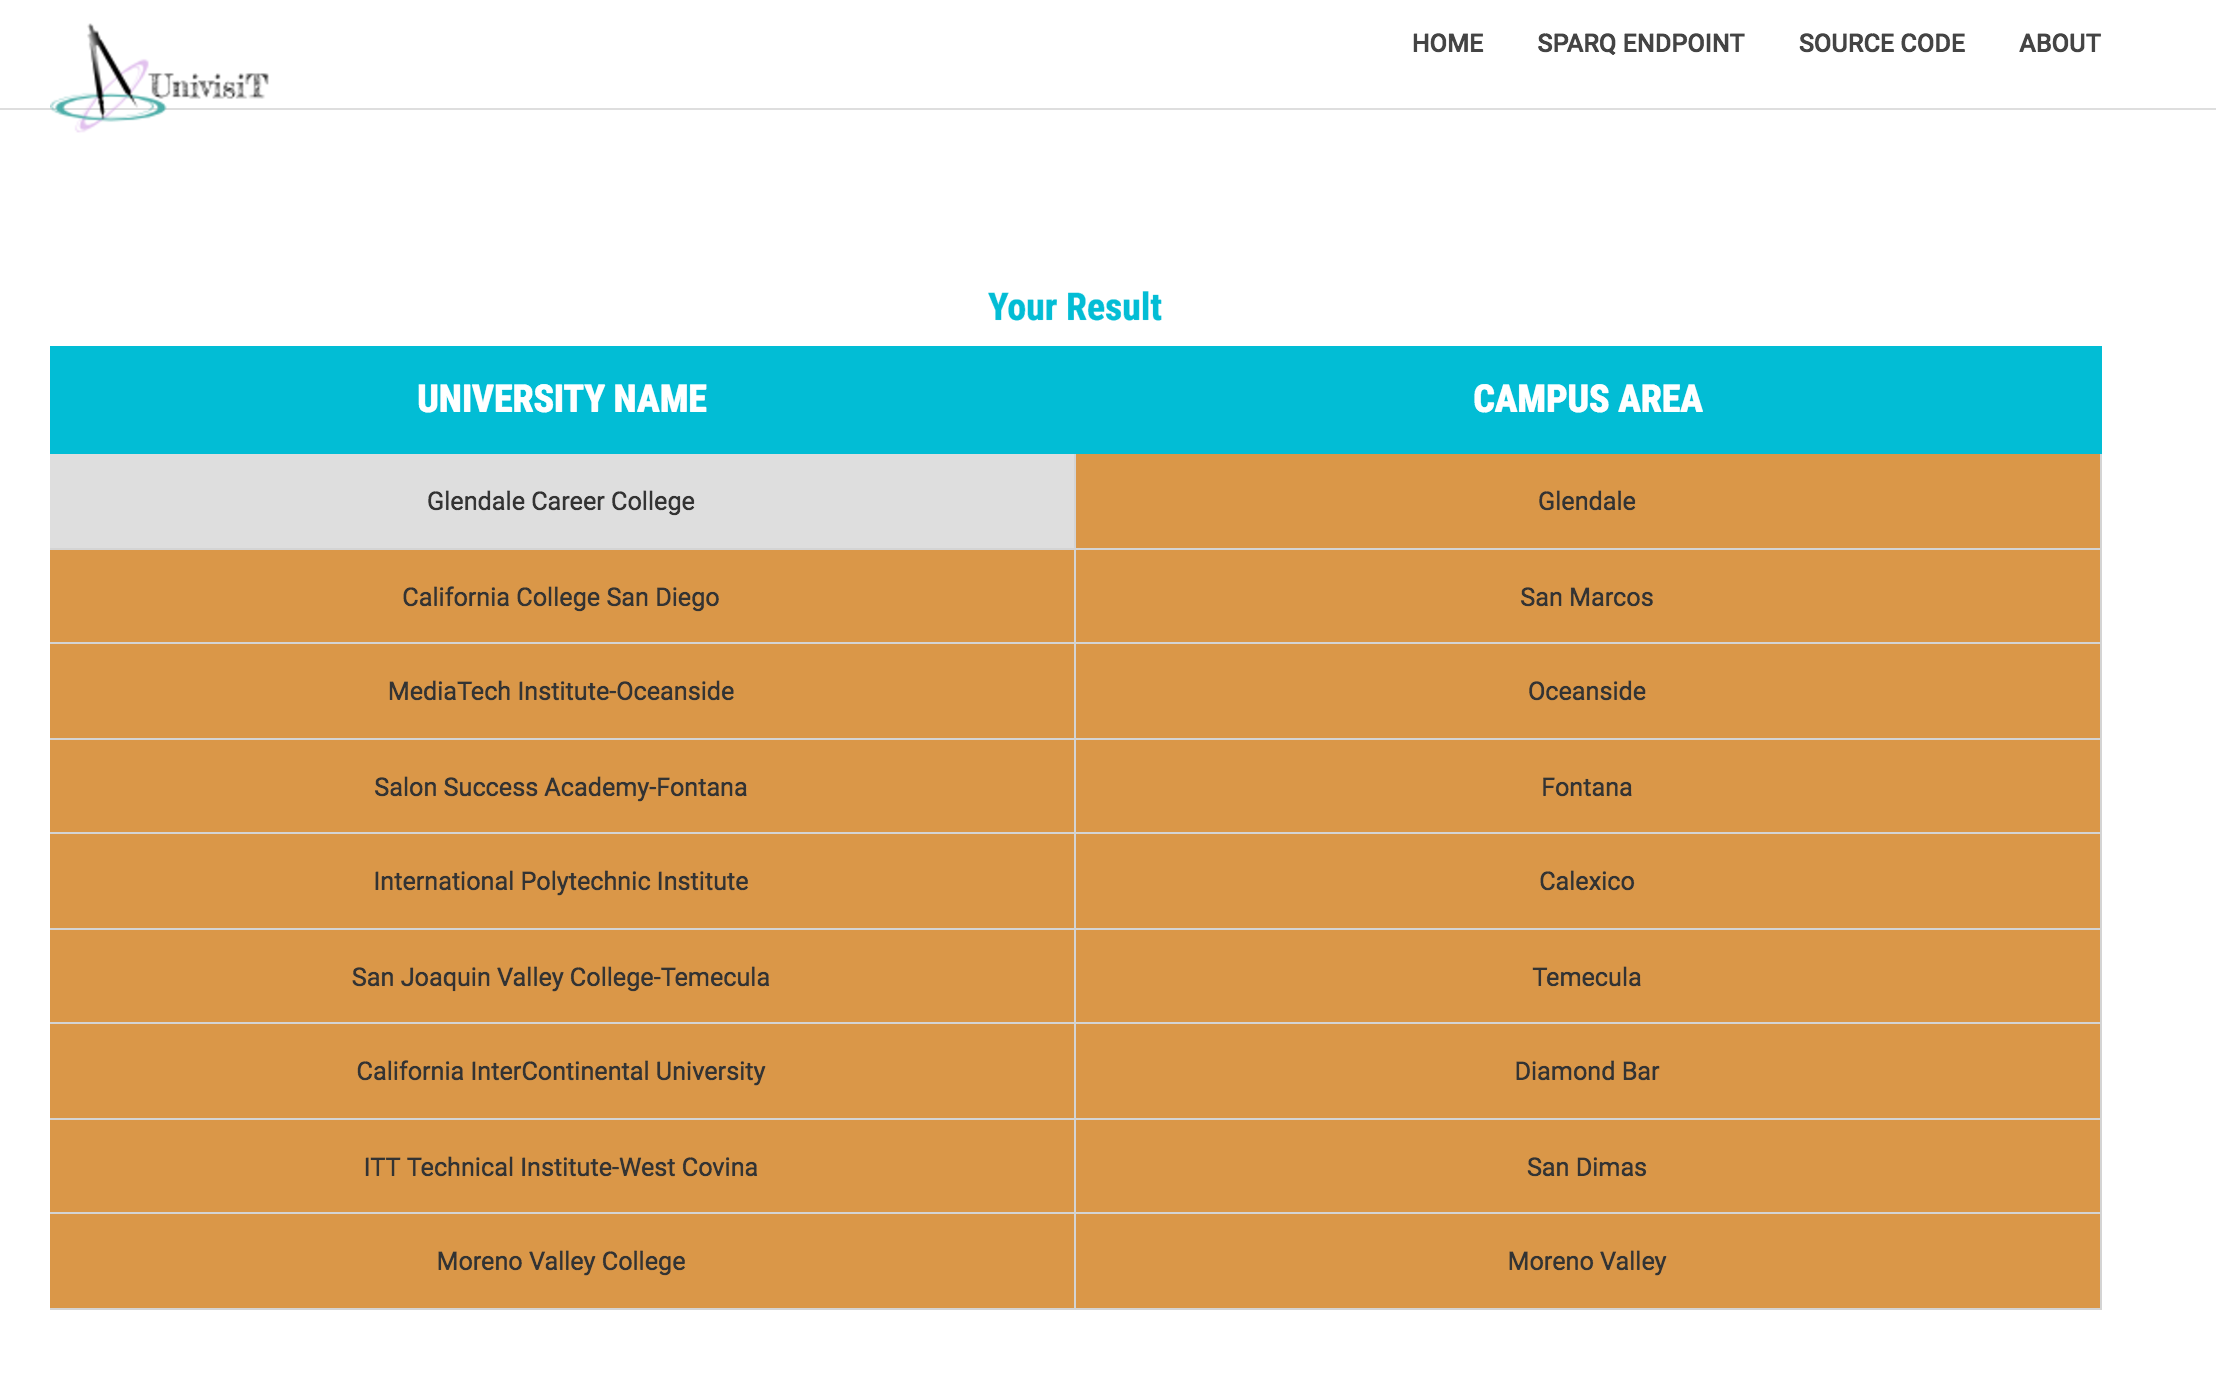 UnivisiT
HOME SPARQ ENDPOINT SOURCE CODE ABOUT
Your Result
UNIVERSITY NAME CAMPUS AREA
Glendale Career College Glendale
California College San Diego San Marcos
MediaTech Institute-Oceanside Oceanside
Salon Success Academy-Fontana Fontana
International Polytechnic Institute Calexico
San Joaquin Valley College-Temecula Temecula
California InterContinental University Diamond Bar
ITT Technical Institute-West Covina San Dimas
Moreno Valley College Moreno Valley